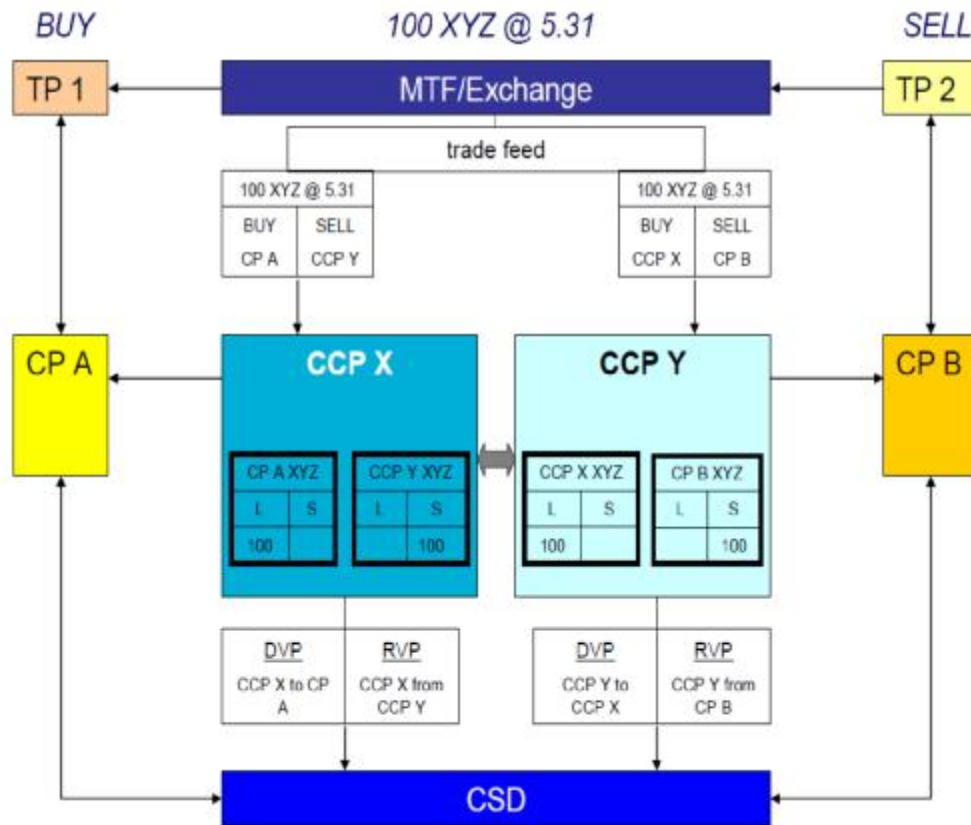 BUY
100 XYZ @ 5.31
SELL
TP 1
MTF/Exchange
TP 2
trade feed
100 XYZ @ 5.31
BUY
SELL
CP A
CCP Y
100 XYZ @ 5.31
BUY
SELL
CCP X
CP B
CP A
CCP X
CCP Y
CP B
CP A XYZ
L
S
100
CCP Y XYZ
L
S
100
CCP X XYZ
L
S
100
CP B XYZ
L
S
100
DVP
CCP X to CP
A
RVP
CCP X from
CCP Y
DVP
CCP Y to
CCP X
RVP
CCP Y from
CP B
CSD